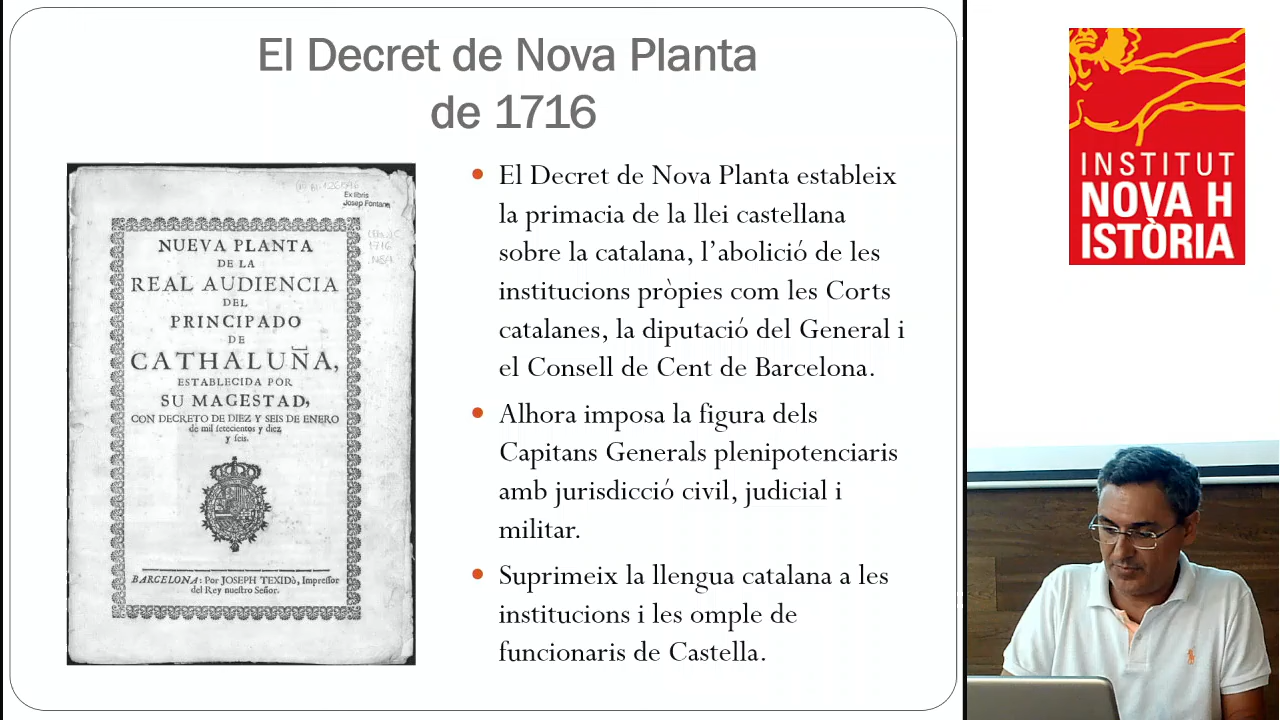 El Decret de Nova Planta
de 1716
Ex libris
Josep Fontana
1716
NUEVA PLANTA
DE LA
REAL AUDIENCIA
DEL
PRINCIPADO
DE
CATHALUÑA,
ESTABLECIDA POR
SU MAGESTAD,
CON DECRETO DE DIEZ Y SEIS DE ENERO
de mil setecientos y diez
y seis.
BARCELONA: Por JOSEPH TEXIDò, Impressor
del Rey nuestro Señor.
• El Decret de Nova Planta estableix
la primacia de la llei castellana
sobre la catalana, l’abolició de les
institucions pròpies com les Corts
catalanes, la diputació del General i
el Consell de Cent de Barcelona.
• Alhora imposa la figura dels
Capitans Generals plenipotenciaris
amb jurisdicció civil, judicial i
militar.
• Suprimeix la llengua catalana a les
institucions i les omple de
funcionaris de Castella.
INSTITUT
NOVA H
ISTÒRIA